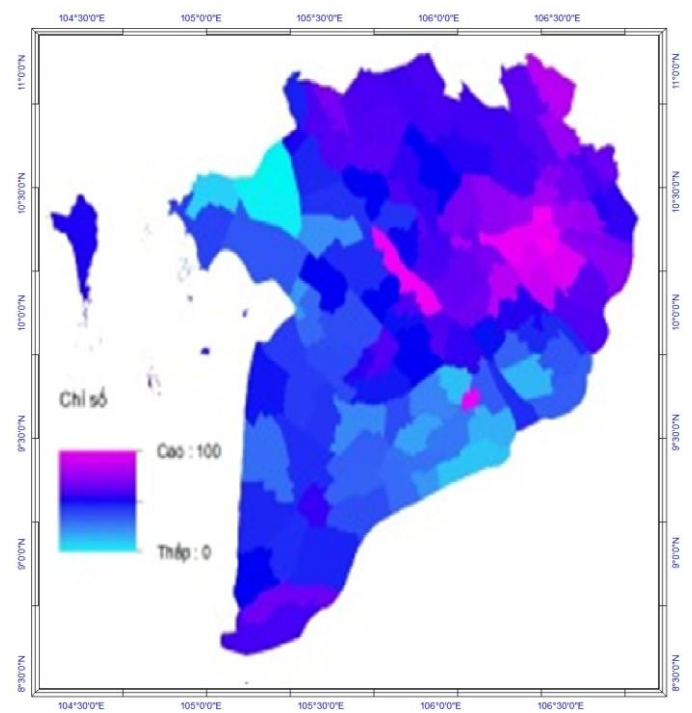 104°30'0"E 105°0'0"E 105°30'0"E 106°0'0"E 106°30'0"E
11°0'0"N 11°0'0"N
10°30'0"N 10°30'0"N
10°0'0"N 10°0'0"N
Chỉ số
Cao : 100
9°30'0"N 9°30'0"N
Thấp : 0
9°0'0"N 9°0'0"N
8°30'0"N 8°30'0"N
104°30'0"E 105°0'0"E 105°30'0"E 106°0'0"E 106°30'0"E